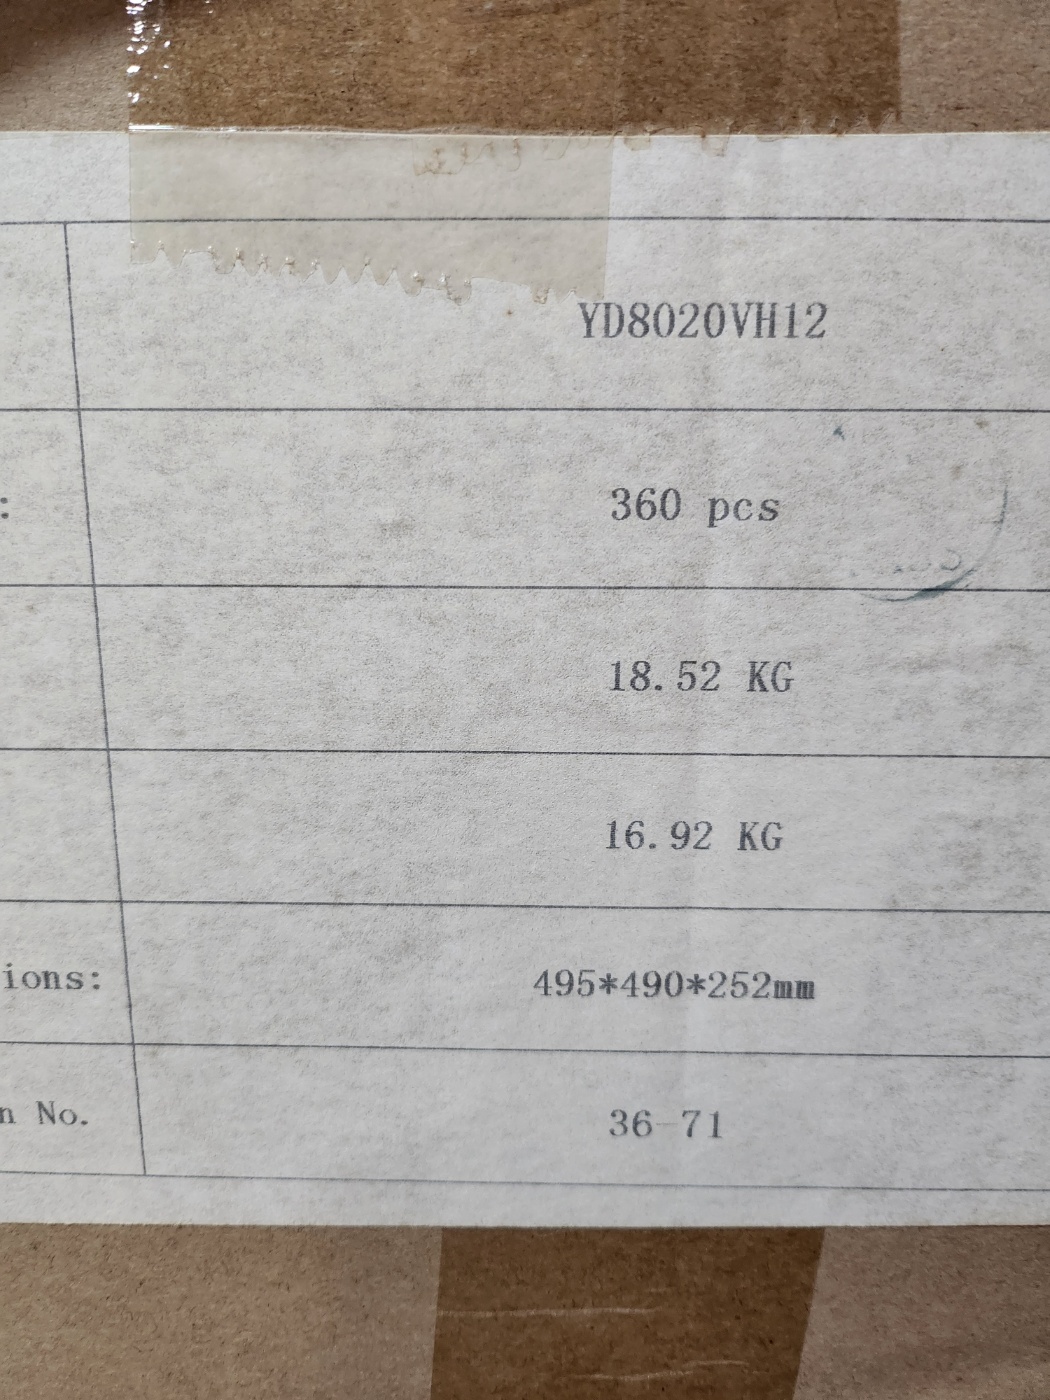 YD8020VH12
: 360 pcs
18.52 KG
16.92 KG
ions: 495*490*252mm
n No. 36-71